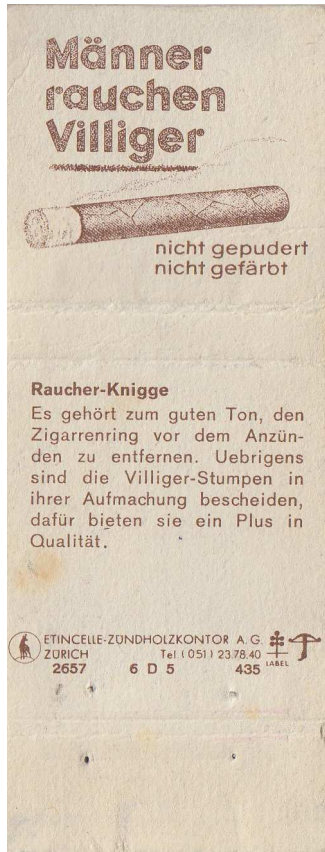 Männer
rauchen
Villiger
nicht gepudert
nicht gefärbt
Raucher-Knigge
Es gehört zum guten Ton, den
Zigarrenring vor dem Anzün-
den zu entfernen. Uebrigens
sind die Villiger-Stumpen in
ihrer Aufmachung bescheiden,
dafür bieten sie ein Plus in
Qualität.
ETINCELLE-ZÜNDHOLZKONTOR A. G.
ZÜRICH Tel (051) 23.78.40
LABEL
2657 6 D 5 435